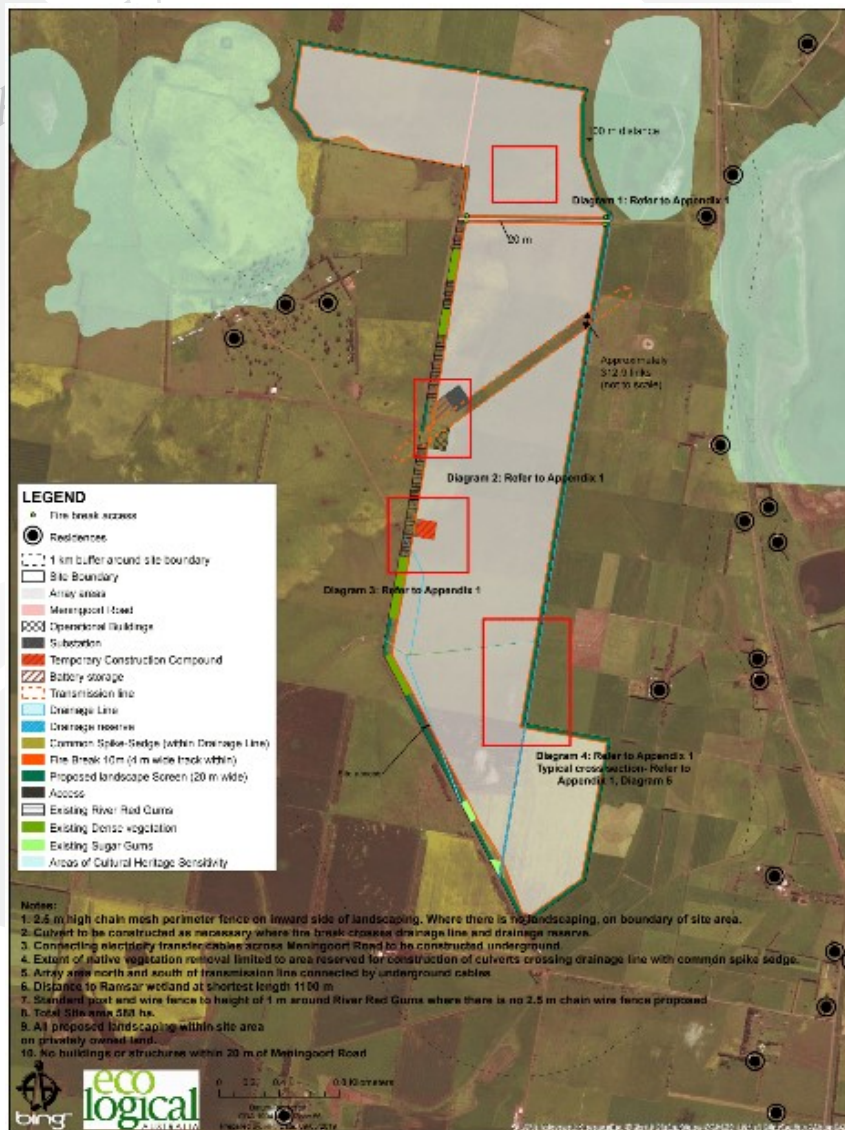 100 m distance
Diagram 1: Refer to Appendix 1
20 m
Approximately
312.9 links
(not to scale)
Diagram 2: Refer to Appendix 1
Diagram 3: Refer to Appendix 1
Diagram 4: Refer to Appendix 1
Typical cross section- Refer to
Appendix 1, Diagram 6
Site access
LEGEND
Fire break access
Residences
1 km buffer around site boundary
Site Boundary
Array areas
Meningoort Road
Operational Buildings
Substation
Temporary Construction Compound
Battery storage
Transmission line
Drainage Line
Drainage reserve
Common Spike-Sedge (within Drainage Line)
Fire Break 10m (4 m wide track within)
Proposed landscape Screen (20 m wide)
Access
Existing River Red Gums
Existing Dense vegetation
Existing Sugar Gums
Areas of Cultural Heritage Sensitivity
Notes:
1. 2.5 m high chain mesh perimeter fence on inward side of landscaping. Where there is no landscaping, on boundary of site area.
2. Culvert to be constructed as necessary where fire break crosses drainage line and drainage reserve.
3. Connecting electricity transfer cables across Meningoort Road to be constructed underground.
4. Extent of native vegetation removal limited to area reserved for construction of culverts crossing drainage line with common spike sedge.
5. Array area north and south of transmission line connected by underground cables
6. Distance to Ramsar wetland at shortest length 1100 m
7. Standard post and wire fence to height of 1 m around River Red Gums where there is no 2.5 m chain wire fence proposed
8. Total Site area 588 ha.
9. All proposed landscaping within site area
on privately owned land.
10. No buildings or structures within 20 m of Meningoort Road
bing
eco
logical
AUSTRALIA
Kilometers